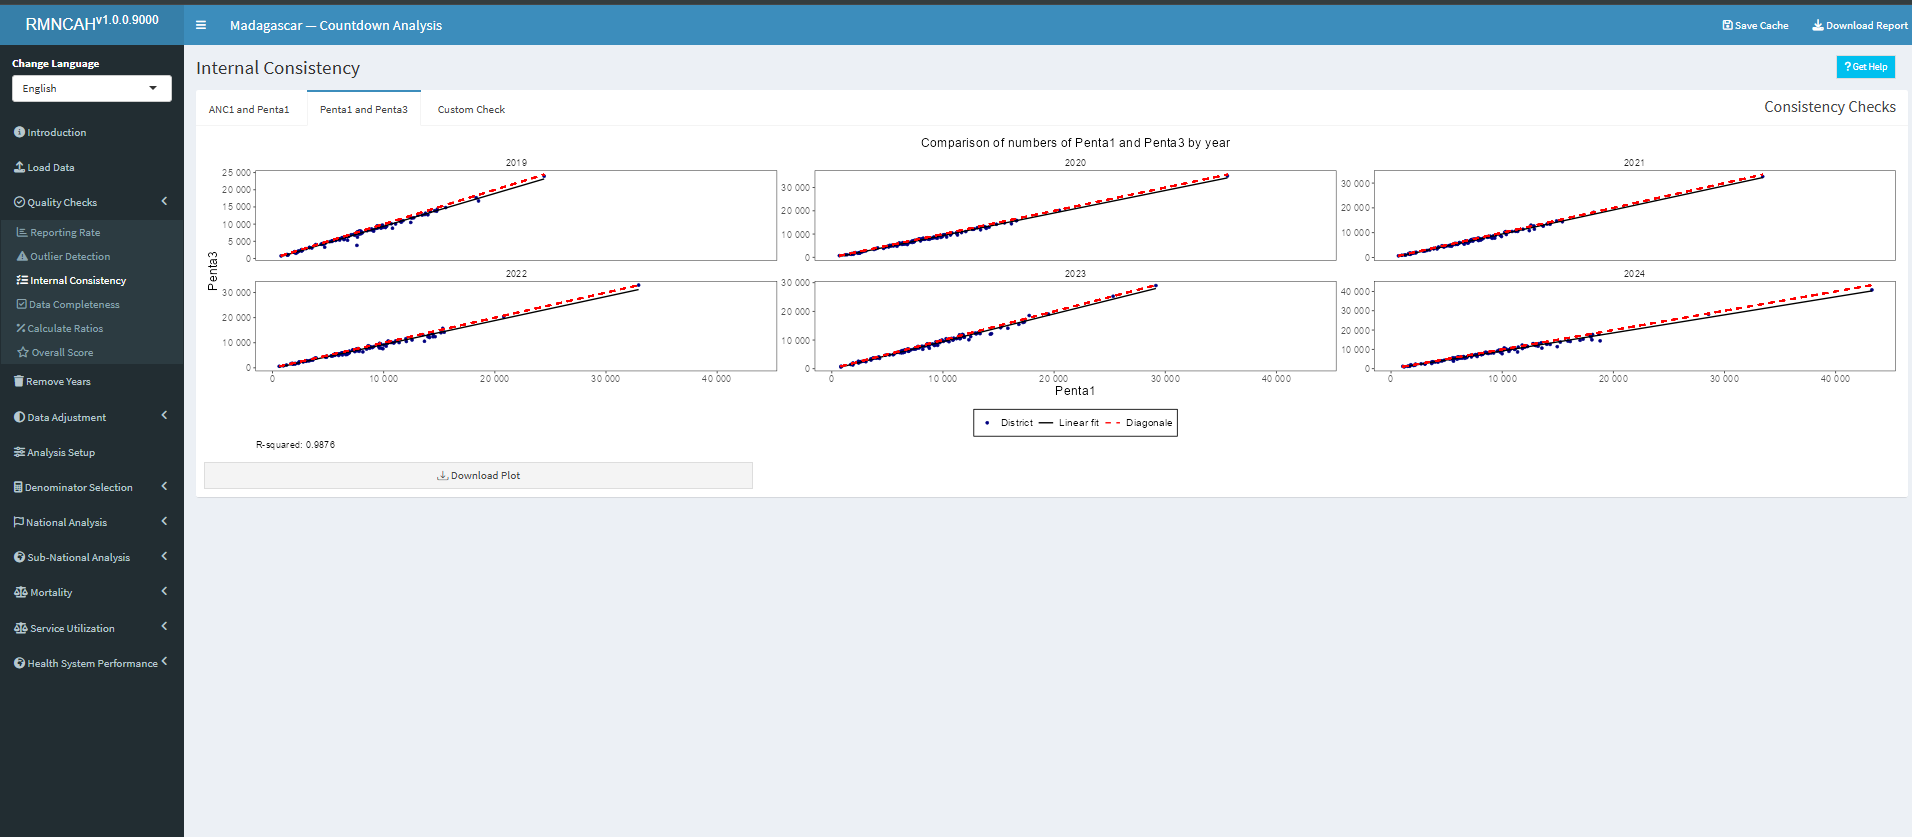 RMNCAHv1.0.0.9000
Madagascar — Countdown Analysis
Save Cache
Download Report
Change Language
English
Introduction
Load Data
Quality Checks
Reporting Rate
Outlier Detection
Internal Consistency
Data Completeness
Calculate Ratios
Overall Score
Remove Years
Data Adjustment
Analysis Setup
Denominator Selection
National Analysis
Sub-National Analysis
Mortality
Service Utilization
Health System Performance
Internal Consistency
? Get Help
ANC1 and Penta1
Penta1 and Penta3
Custom Check
Consistency Checks
Comparison of numbers of Penta1 and Penta3 by year
2019
25 000
20 000
15 000
10 000
5 000
0
2020
30 000
20 000
10 000
0
2021
30 000
20 000
10 000
0
Penta3
2022
30 000
20 000
10 000
0
0 10 000 20 000 30 000 40 000
2023
30 000
20 000
10 000
0
0 10 000 20 000 30 000 40 000
2024
40 000
30 000
20 000
10 000
0
0 10 000 20 000 30 000 40 000
Penta1
District Linear fit Diagonale
R-squared: 0.9876
Download Plot